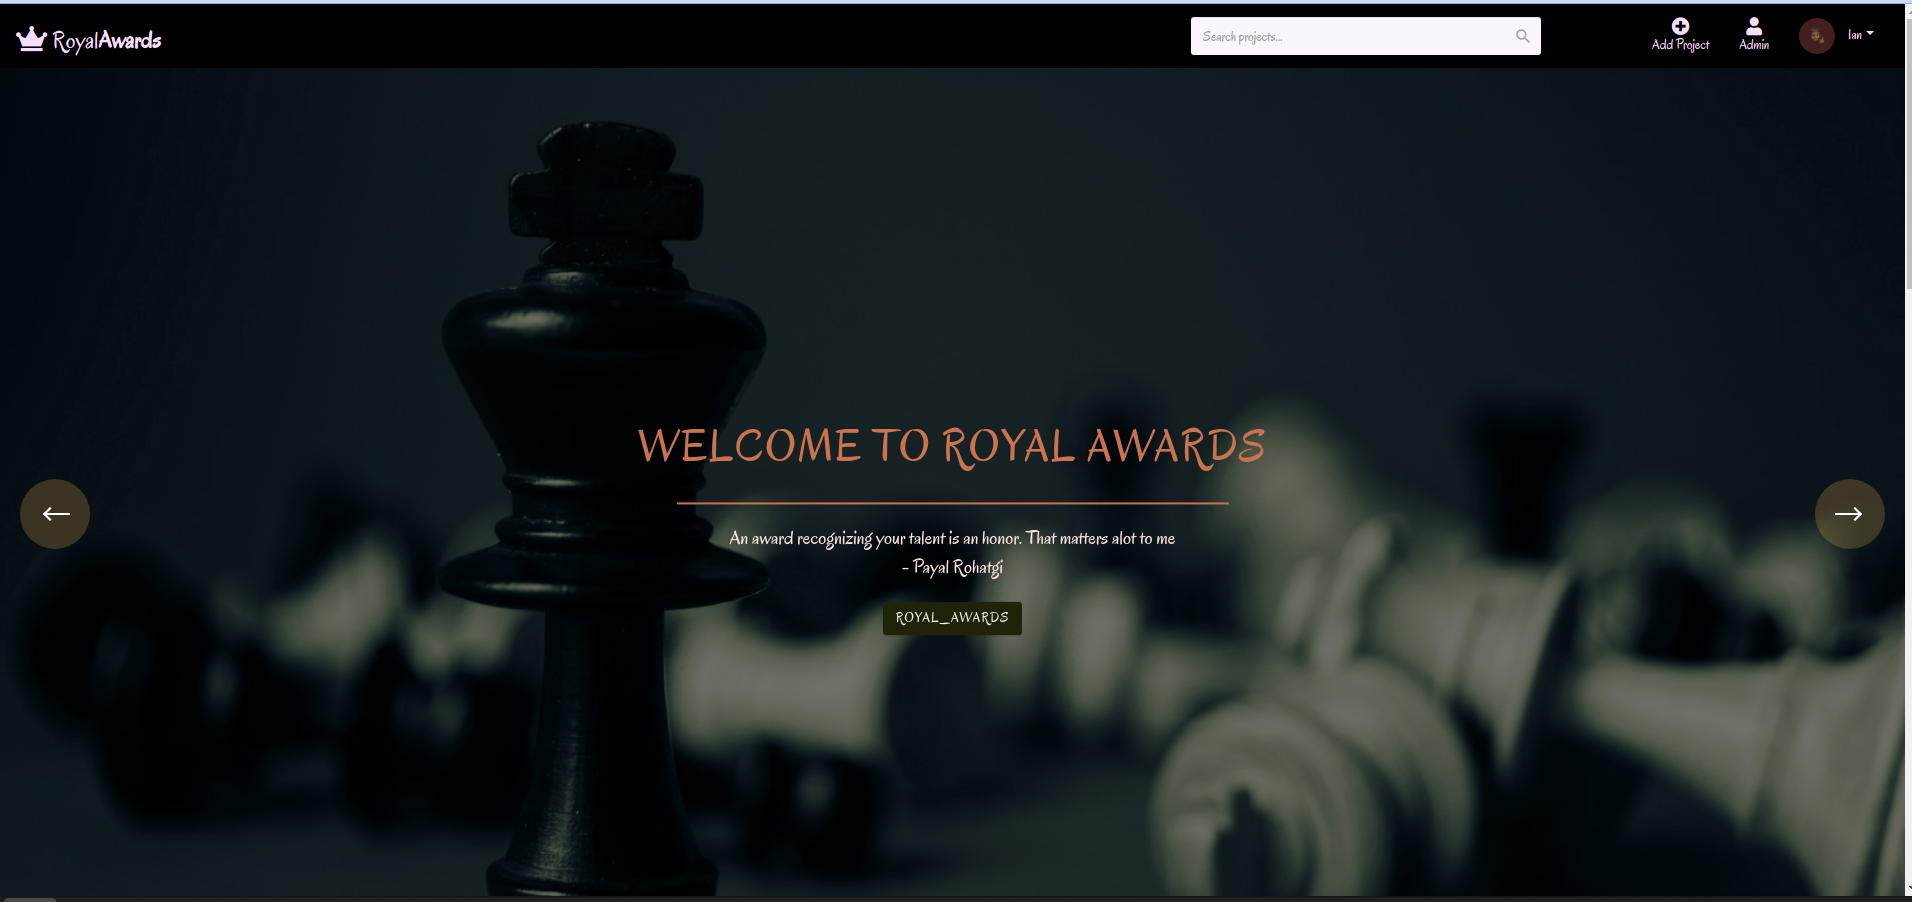 RoyalAwards
Search projects...
Add Project
Admin
Ian
WELCOME TO ROYAL AWARDS
An award recognizing your talent is an honor. That matters alot to me
- Payal Rohatgi
ROYAL_AWARDS